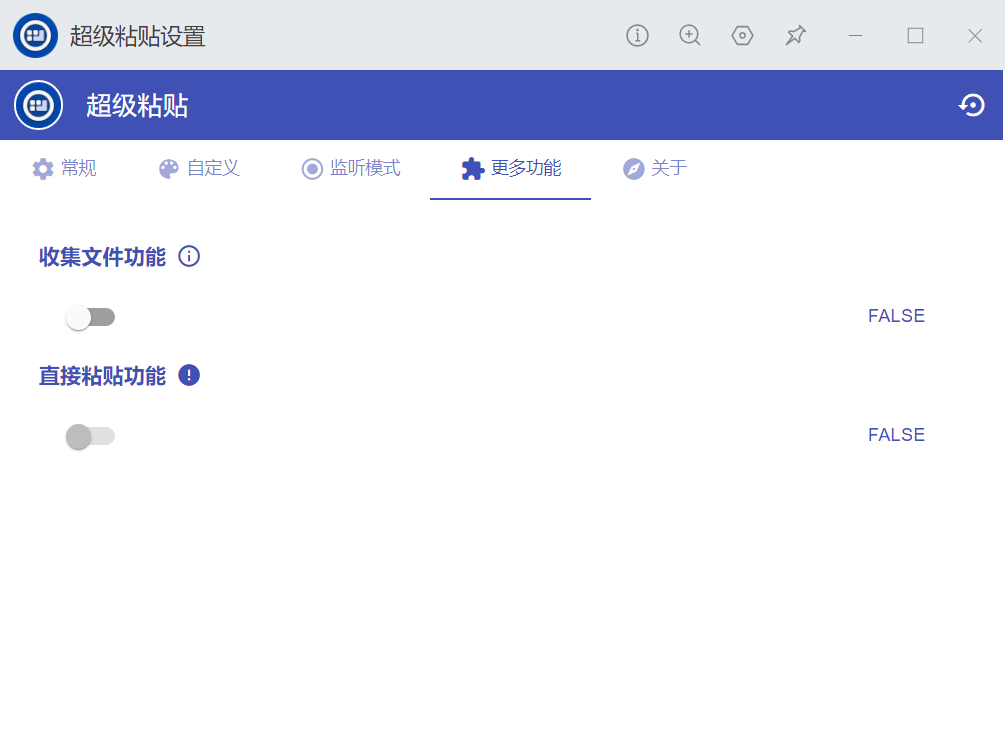 超级粘贴设置
超级粘贴
常规 自定义 监听模式 更多功能 关于
收集文件功能
FALSE
直接粘贴功能
FALSE